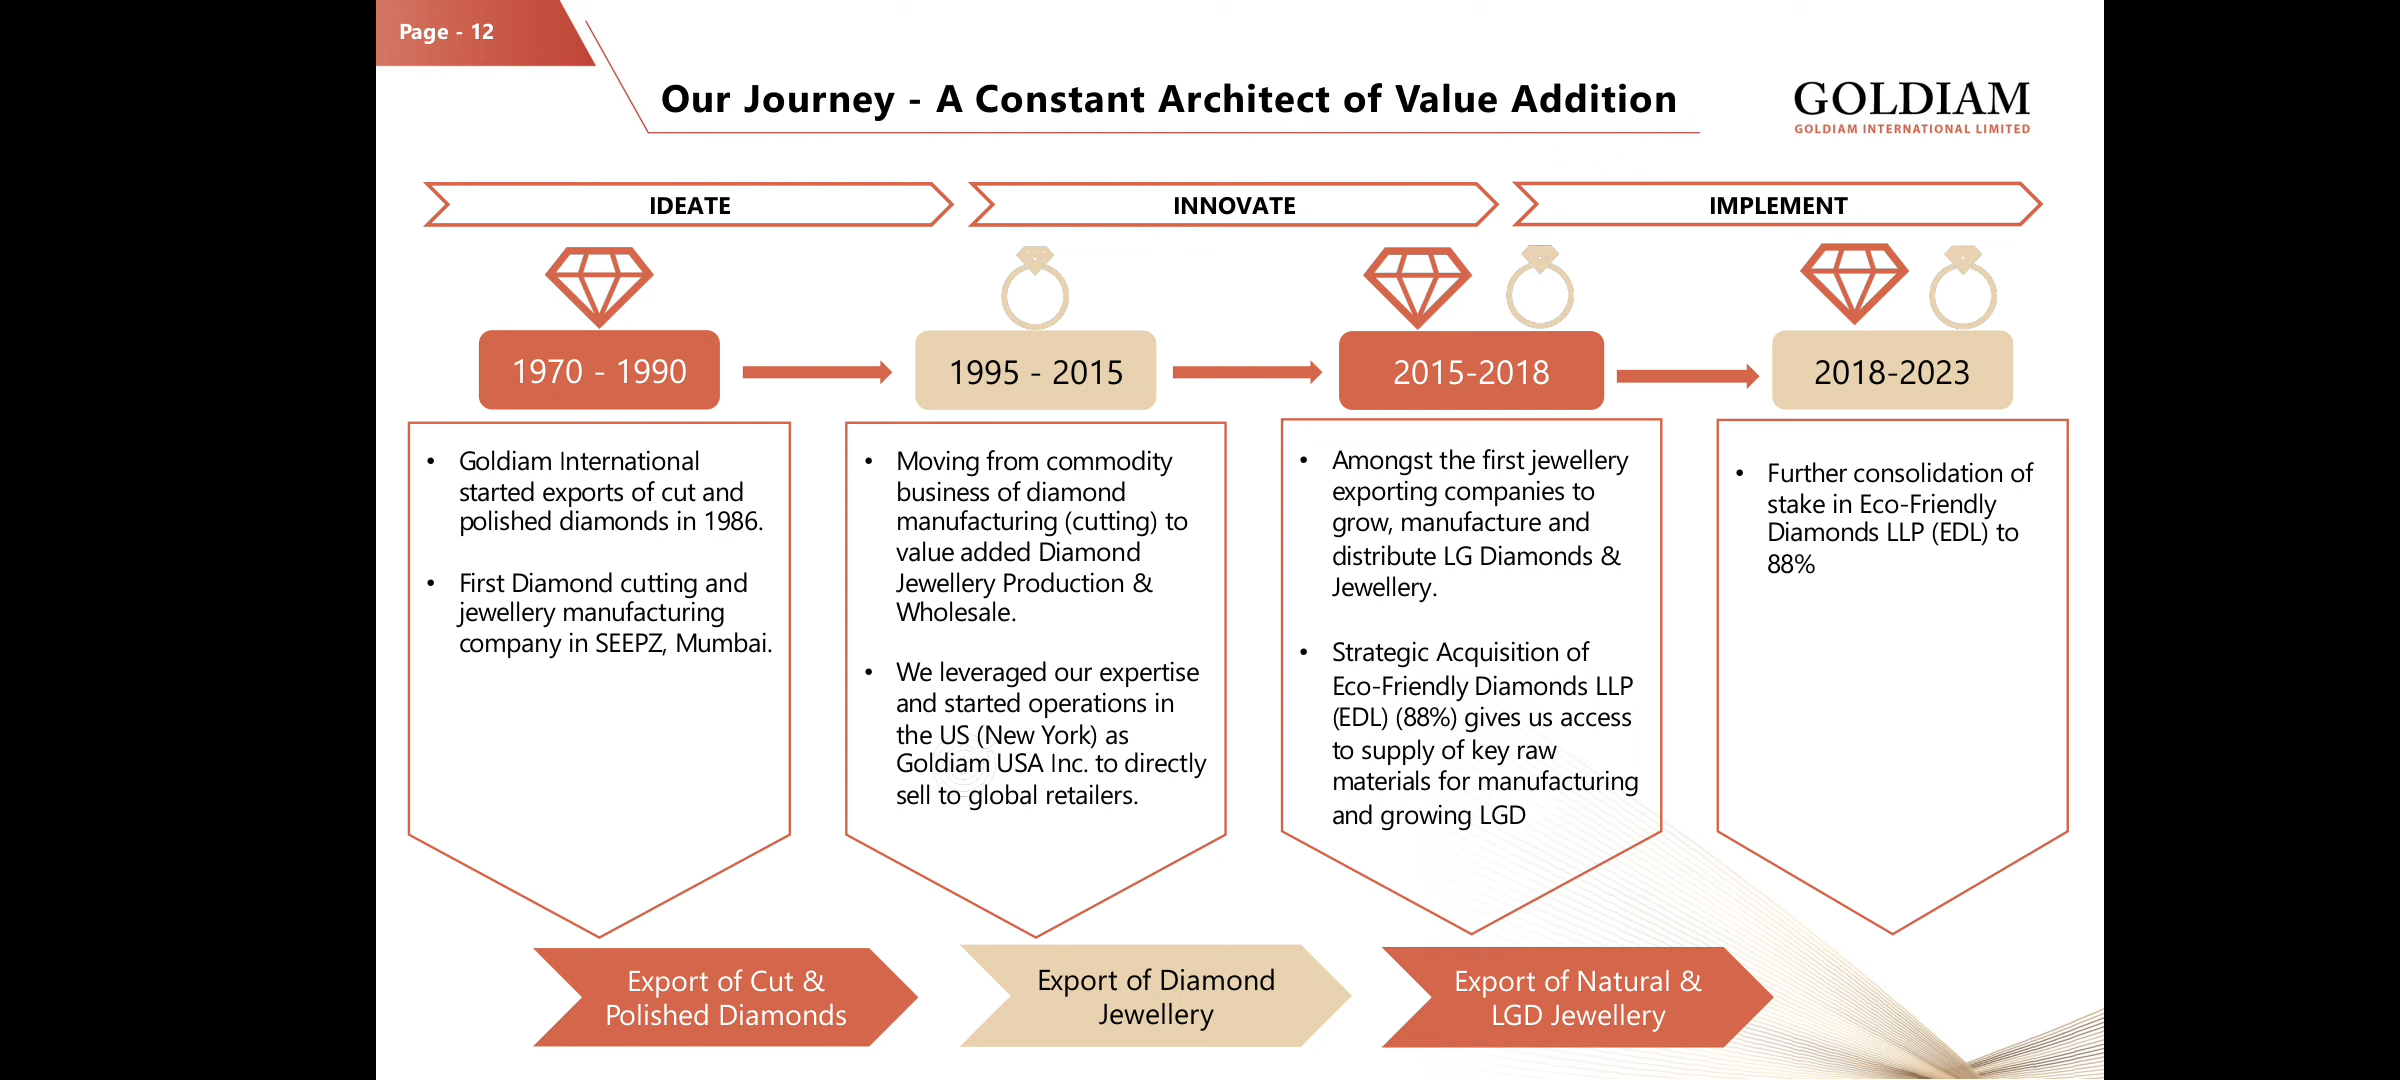 Page - 12
Our Journey - A Constant Architect of Value Addition
GOLDIAM
GOLDIAM INTERNATIONAL LIMITED
IDEATE
INNOVATE
IMPLEMENT
1970 - 1990
1995 - 2015
2015-2018
2018-2023
• Goldiam International
started exports of cut and
polished diamonds in 1986.
• First Diamond cutting and
jewellery manufacturing
company in SEEPZ, Mumbai.
• Moving from commodity
business of diamond
manufacturing (cutting) to
value added Diamond
Jewellery Production &
Wholesale.
• We leveraged our expertise
and started operations in
the US (New York) as
Goldiam USA Inc. to directly
sell to global retailers.
• Amongst the first jewellery
exporting companies to
grow, manufacture and
distribute LG Diamonds &
Jewellery.
• Strategic Acquisition of
Eco-Friendly Diamonds LLP
(EDL) (88%) gives us access
to supply of key raw
materials for manufacturing
and growing LGD
• Further consolidation of
stake in Eco-Friendly
Diamonds LLP (EDL) to
88%
Export of Cut &
Polished Diamonds
Export of Diamond
Jewellery
Export of Natural &
LGD Jewellery